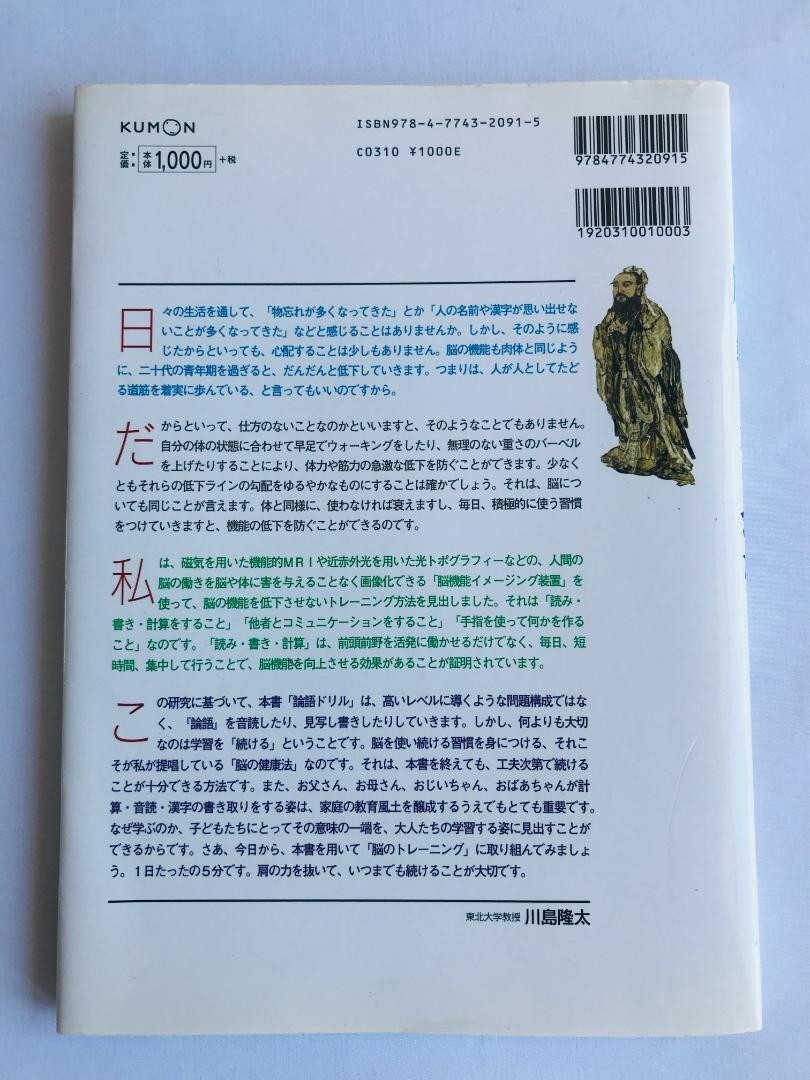 KUMON
定価：本体1,000円+税
ISBN978-4-7743-2091-5
C0310 ¥1000E
9784774320915
1920310010003
日々の生活を通して、「物忘れが多くなってきた」とか「人の名前や漢字が思い出せな
いことが多くなってきた」などと感じることはありませんか。しかし、そのように感
じたからといっても、心配することは少しもありません。脳の機能も肉体と同じよう
に、二十代の青年期を過ぎると、だんだんと低下していきます。つまりは、人が人としてたど
る道筋を着実に歩んでいる、と言ってもいいのですから。
だからといって、仕方のないことなのかといいますと、そのようなことでもありません。
自分の体の状態に合わせて早足でウォーキングをしたり、無理のない重さのバーベル
を上げたりすることにより、体力や筋力の急激な低下を防ぐことができます。少なく
ともそれらの低下ラインの勾配をゆるやかなものにすることは確かでしょう。それは、脳につ
いても同じことが言えます。体と同様に、使わなければ衰えますし、毎日、積極的に使う習慣
をつけていきますと、機能の低下を防ぐことができるのです。
私は、磁気を用いた機能的MRIや近赤外光を用いた光トポグラフィーなどの、人間の
脳の働きを脳や体に害を与えることなく画像化できる「脳機能イメージング装置」を
使って、脳の機能を低下させないトレーニング方法を見出しました。それは「読み・
書き・計算をすること」「他者とコミュニケーションをすること」「手指を使って何かを作る
こと」なのです。「読み・書き・計算」は、前頭前野を活発に働かせるだけでなく、毎日、短
時間、集中して行うことで、脳機能を向上させる効果があることが証明されています。
この研究に基づいて、本書「論語ドリル」は、高いレベルに導くような問題構成ではな
く、『論語』を音読したり、見写し書きしたりしていきます。しかし、何よりも大切
なのは学習を「続ける」ということです。脳を使い続ける習慣を身につける、それこ
そが私が提唱している「脳の健康法」なのです。それは、本書を終えても、工夫次第で続ける
ことが十分できる方法です。また、お父さん、お母さん、おじいちゃん、おばあちゃんが計
算・音読・漢字の書き取りをする姿は、家庭の教育風土を醸成するうえでもとても重要です。
なぜ学ぶのか、子どもたちにとってその意味の一端を、大人たちの学習する姿に見出すことが
できるからです。さあ、今日から、本書を用いて「脳のトレーニング」に取り組んでみましょ
う。1日たったの5分です。肩の力を抜いて、いつまでも続けることが大切です。
東北大学教授 川島隆太